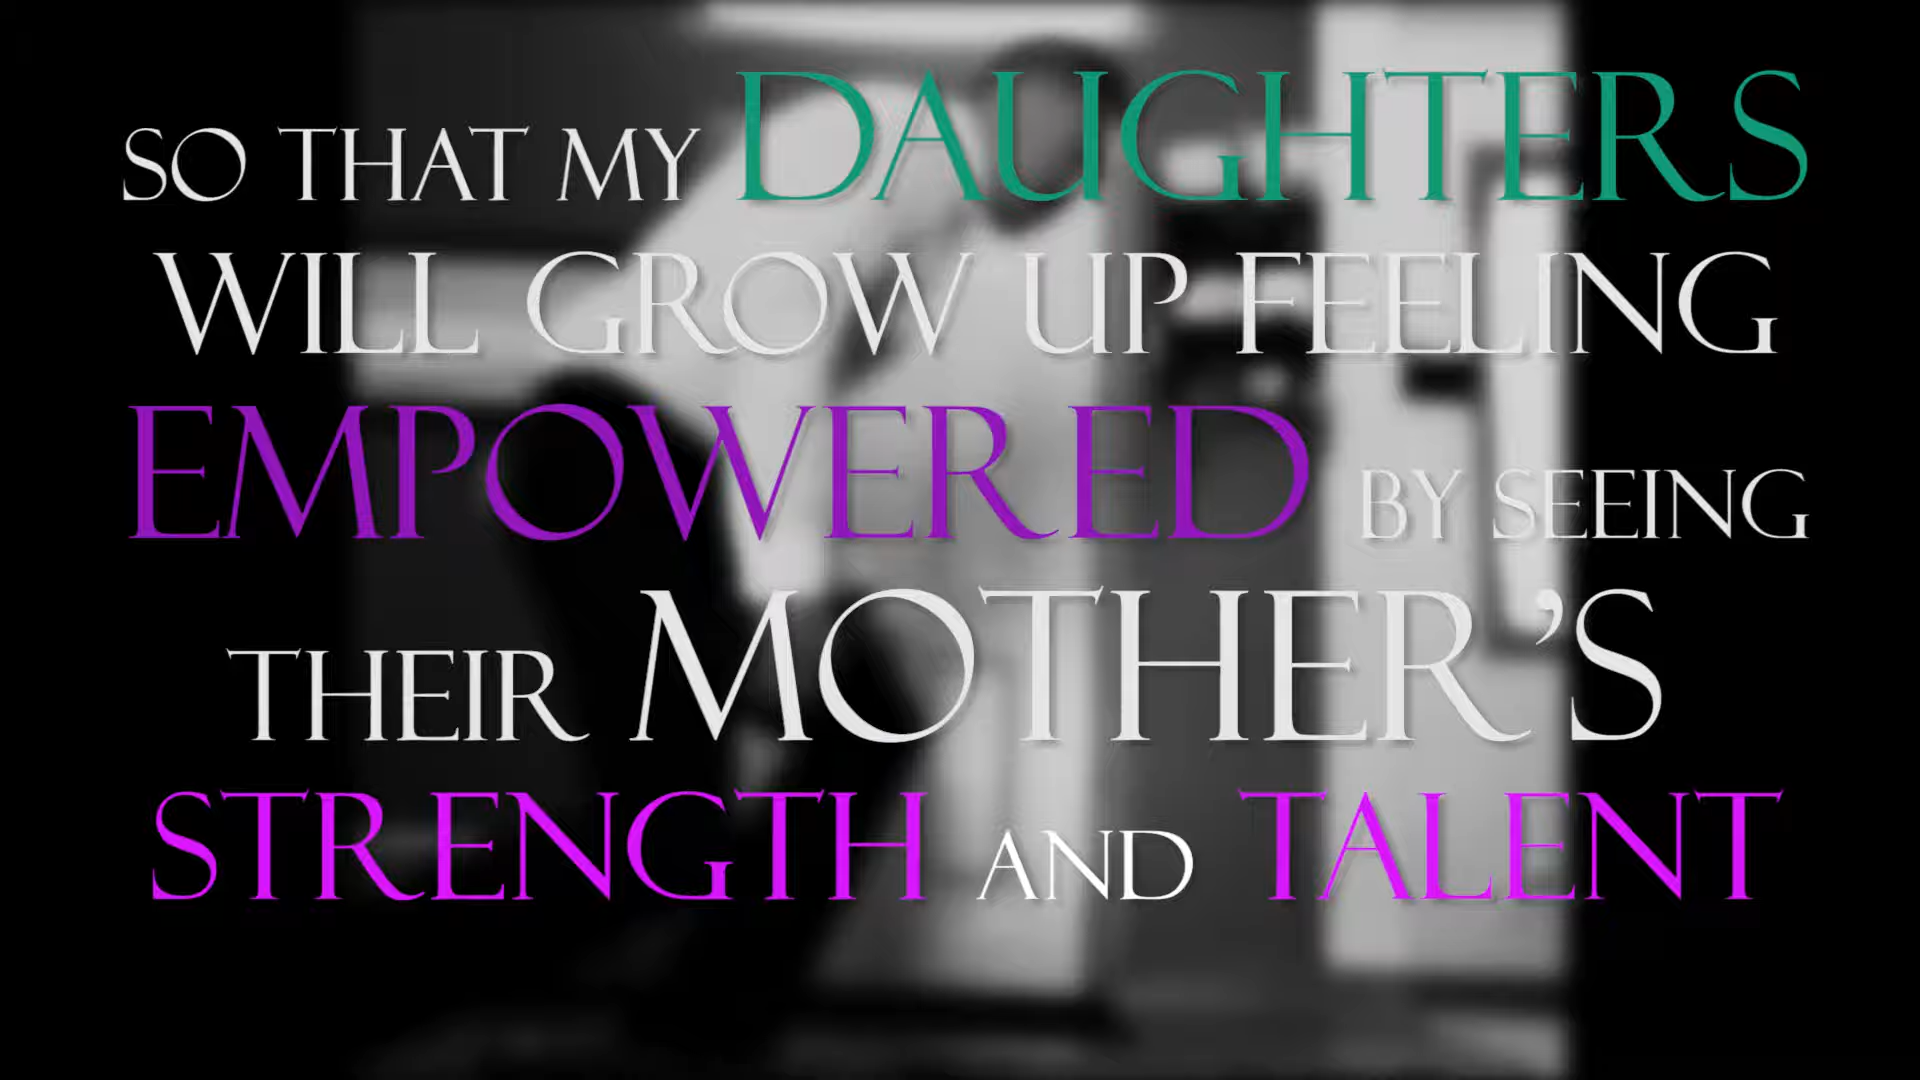 SO THAT MY DAUGHTERS
WILL GROW UP FEELING
EMPOWERED BY SEEING
THEIR MOTHER'S
STRENGTH AND TALENT